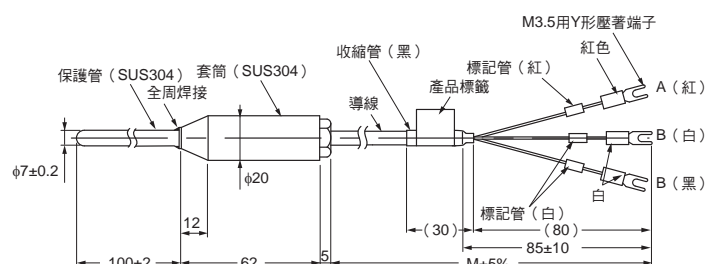 M3.5用Y形壓著端子
收縮管（黑）
紅色
標記管（紅）
保護管（SUS304）
套筒（SUS304）
產品標籤
A（紅）
全周焊接
導線
B（白）
φ7±0.2
φ20
B（黑）
白
標記管（白）
12
（30）
（80）
85±10
100±2
62
5
M±5%